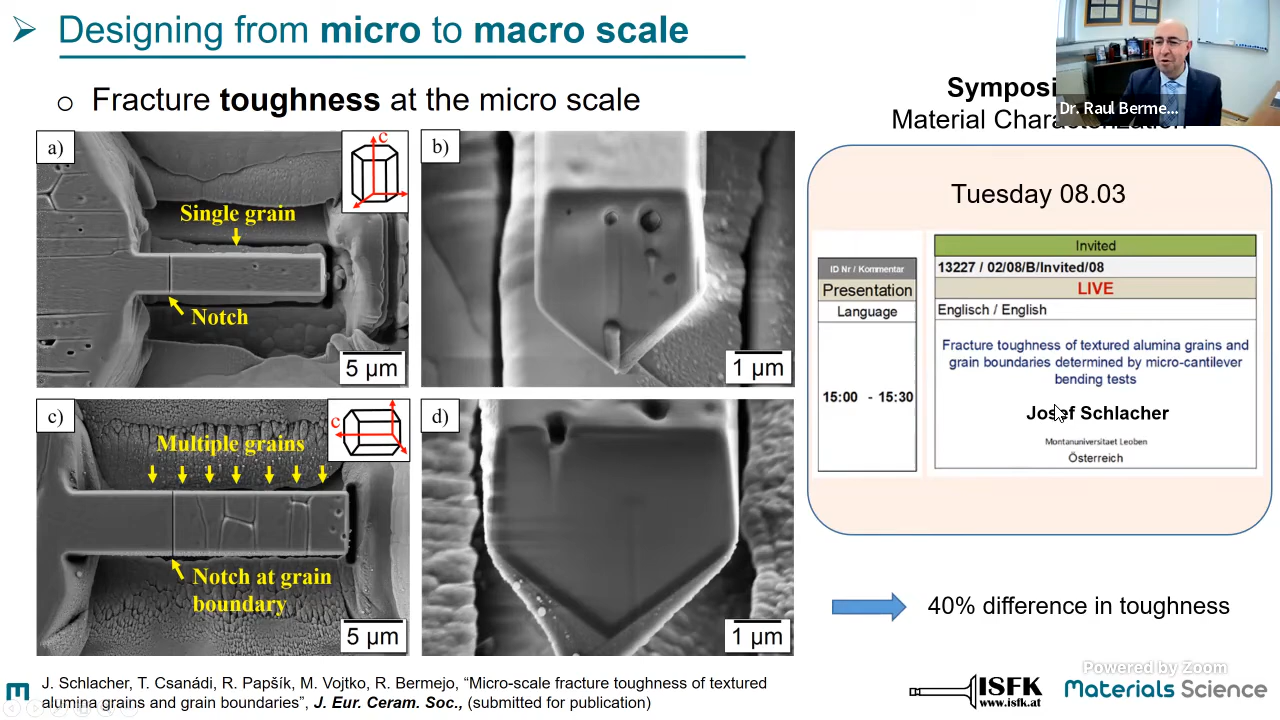 Designing from micro to macro scale
o Fracture toughness at the micro scale
a)
c
Single grain
Notch
5 µm
b)
1 µm
c)
c
Multiple grains
Notch at grain
boundary
5 µm
d)
1 µm
Dr. Raul Berme...
Material Characterization
Tuesday 08.03
ID Nr / Kommentar
Presentation
Language
15:00 - 15:30
Invited
13227 / 02/08/B/Invited/08
LIVE
Englisch / English
Fracture toughness of textured alumina grains and
grain boundaries determined by micro-cantilever
bending tests
Josef Schlacher
Montanuniversitaet Leoben
Österreich
40% difference in toughness
J. Schlacher, T. Csanádi, R. Papšík, M. Vojtko, R. Bermejo, “Micro-scale fracture toughness of textured
alumina grains and grain boundaries”, J. Eur. Ceram. Soc., (submitted for publication)
ISFK
www.isfk.at
Powered by Zoom
Materials Science